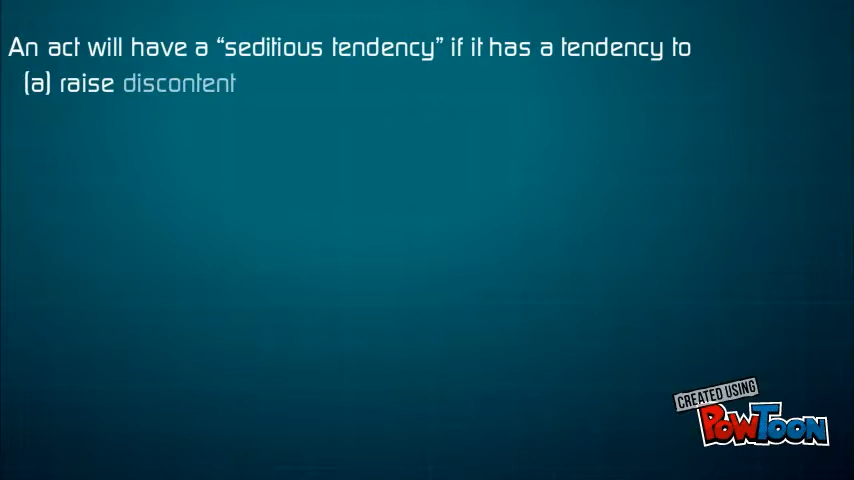 An act will have a “seditious tendency” if it has a tendency to
(a) raise discontent
CREATED USING
POWTOON